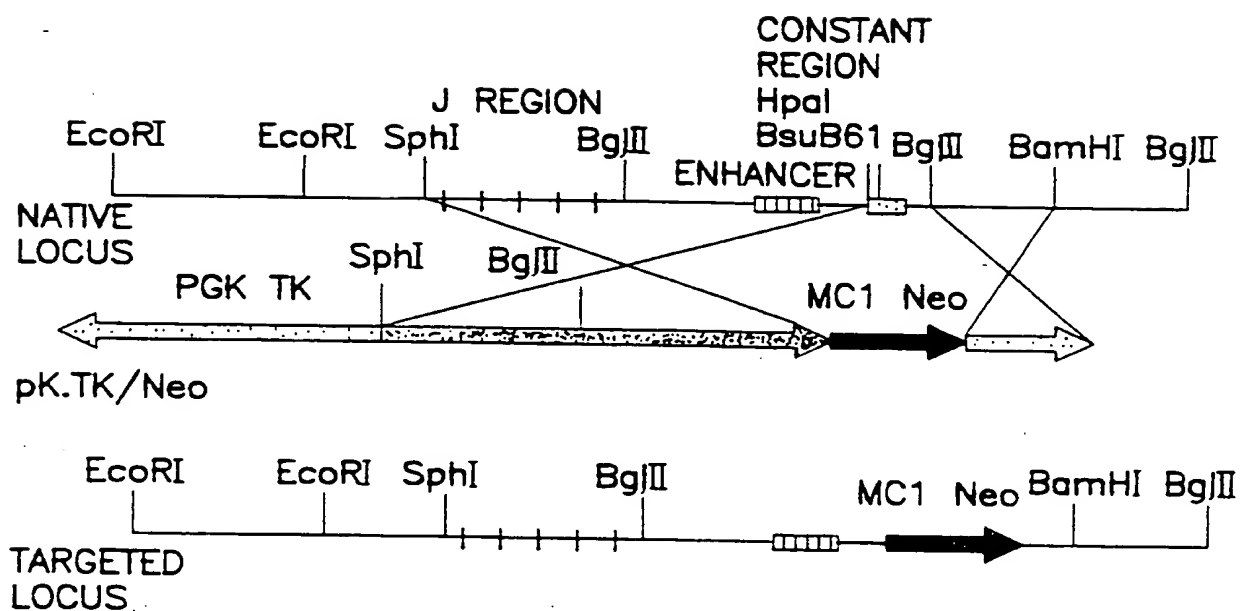 CONSTANT
REGION
HpaI
BsuB61
J REGION
EcoRI EcoRI SphI BglII BglII BamHI BglII
ENHANCER
NATIVE
LOCUS
SphI BglII
PGK TK
MC1 Neo
pK.TK/Neo
EcoRI EcoRI SphI BglII MC1 Neo BamHI BglII
TARGETED
LOCUS